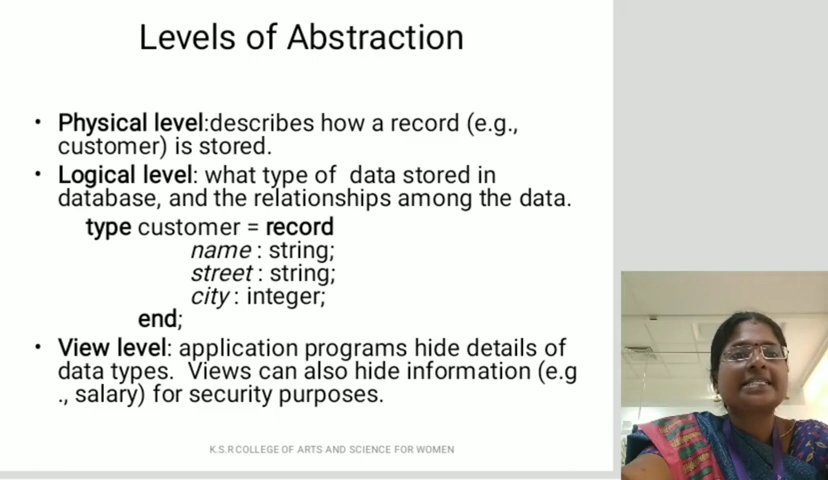 Levels of Abstraction
• Physical level:describes how a record (e.g.,
customer) is stored.
• Logical level: what type of data stored in
database, and the relationships among the data.
type customer = record
name : string;
street : string;
city : integer;
end;
• View level: application programs hide details of
data types. Views can also hide information (e.g
., salary) for security purposes.
K.S.R COLLEGE OF ARTS AND SCIENCE FOR WOMEN